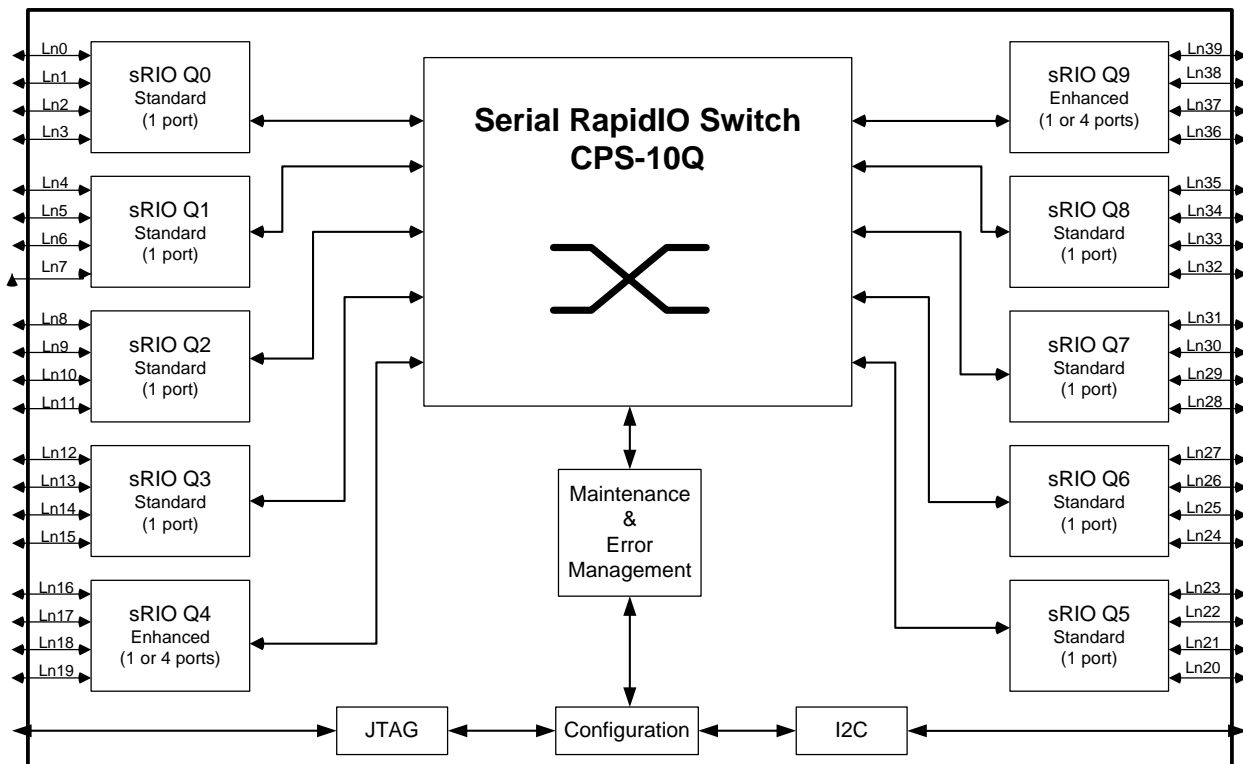 Ln0
Ln1
Ln2
Ln3
sRIO Q0
Standard
(1 port)
Ln4
Ln5
Ln6
Ln7
sRIO Q1
Standard
(1 port)
Ln8
Ln9
Ln10
Ln11
sRIO Q2
Standard
(1 port)
Ln12
Ln13
Ln14
Ln15
sRIO Q3
Standard
(1 port)
Ln16
Ln17
Ln18
Ln19
sRIO Q4
Enhanced
(1 or 4 ports)
Serial RapidIO Switch
CPS-10Q
Maintenance
&
Error
Management
JTAG
Configuration
I2C
sRIO Q9
Enhanced
(1 or 4 ports)
Ln39
Ln38
Ln37
Ln36
sRIO Q8
Standard
(1 port)
Ln35
Ln34
Ln33
Ln32
sRIO Q7
Standard
(1 port)
Ln31
Ln30
Ln29
Ln28
sRIO Q6
Standard
(1 port)
Ln27
Ln26
Ln25
Ln24
sRIO Q5
Standard
(1 port)
Ln23
Ln22
Ln21
Ln20